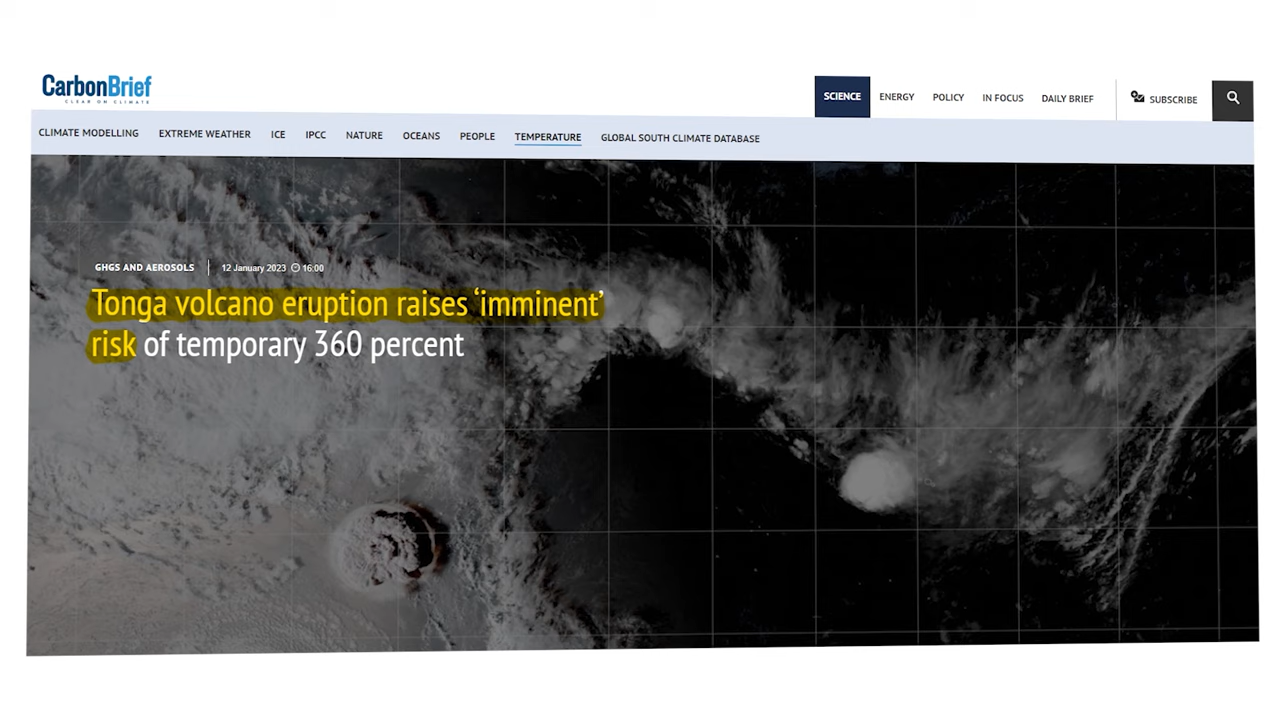 CarbonBrief
CLEAR ON CLIMATE
SCIENCE ENERGY POLICY IN FOCUS DAILY BRIEF SUBSCRIBE
CLIMATE MODELLING EXTREME WEATHER ICE IPCC NATURE OCEANS PEOPLE TEMPERATURE GLOBAL SOUTH CLIMATE DATABASE
GHGS AND AEROSOLS 12 January 2023 16:00
Tonga volcano eruption raises ‘imminent’
risk of temporary 360 percent